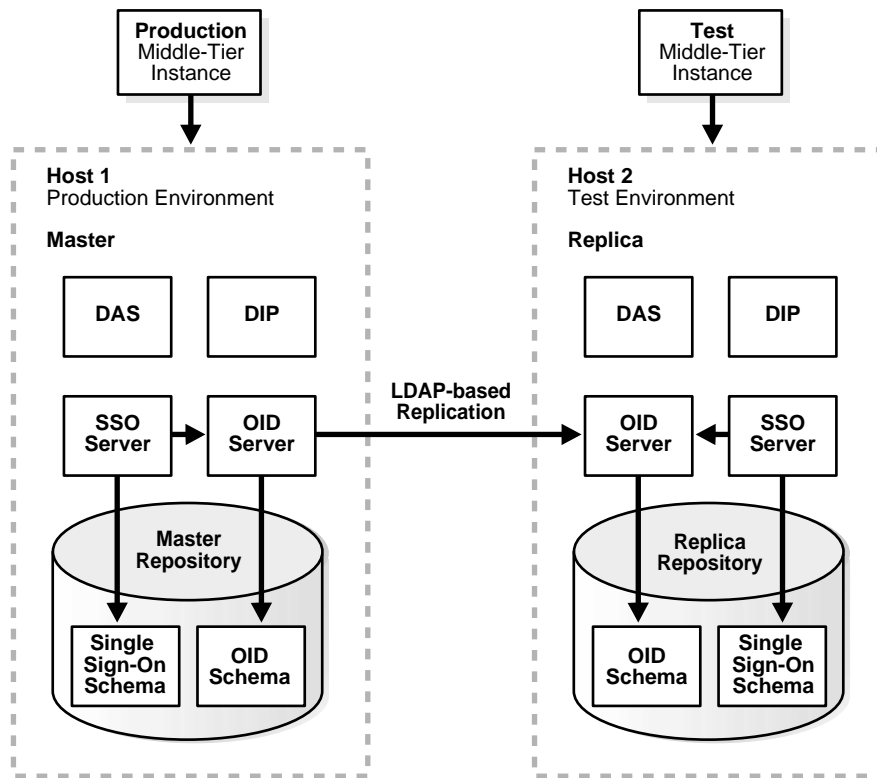 Production
Middle-Tier
Instance
Test
Middle-Tier
Instance
Host 1
Production Environment
Master
DAS
DIP
SSO
Server
OID
Server
Master
Repository
Single
Sign-On
Schema
OID
Schema
LDAP-based
Replication
Host 2
Test Environment
Replica
DAS
DIP
OID
Server
SSO
Server
Replica
Repository
OID
Schema
Single
Sign-On
Schema